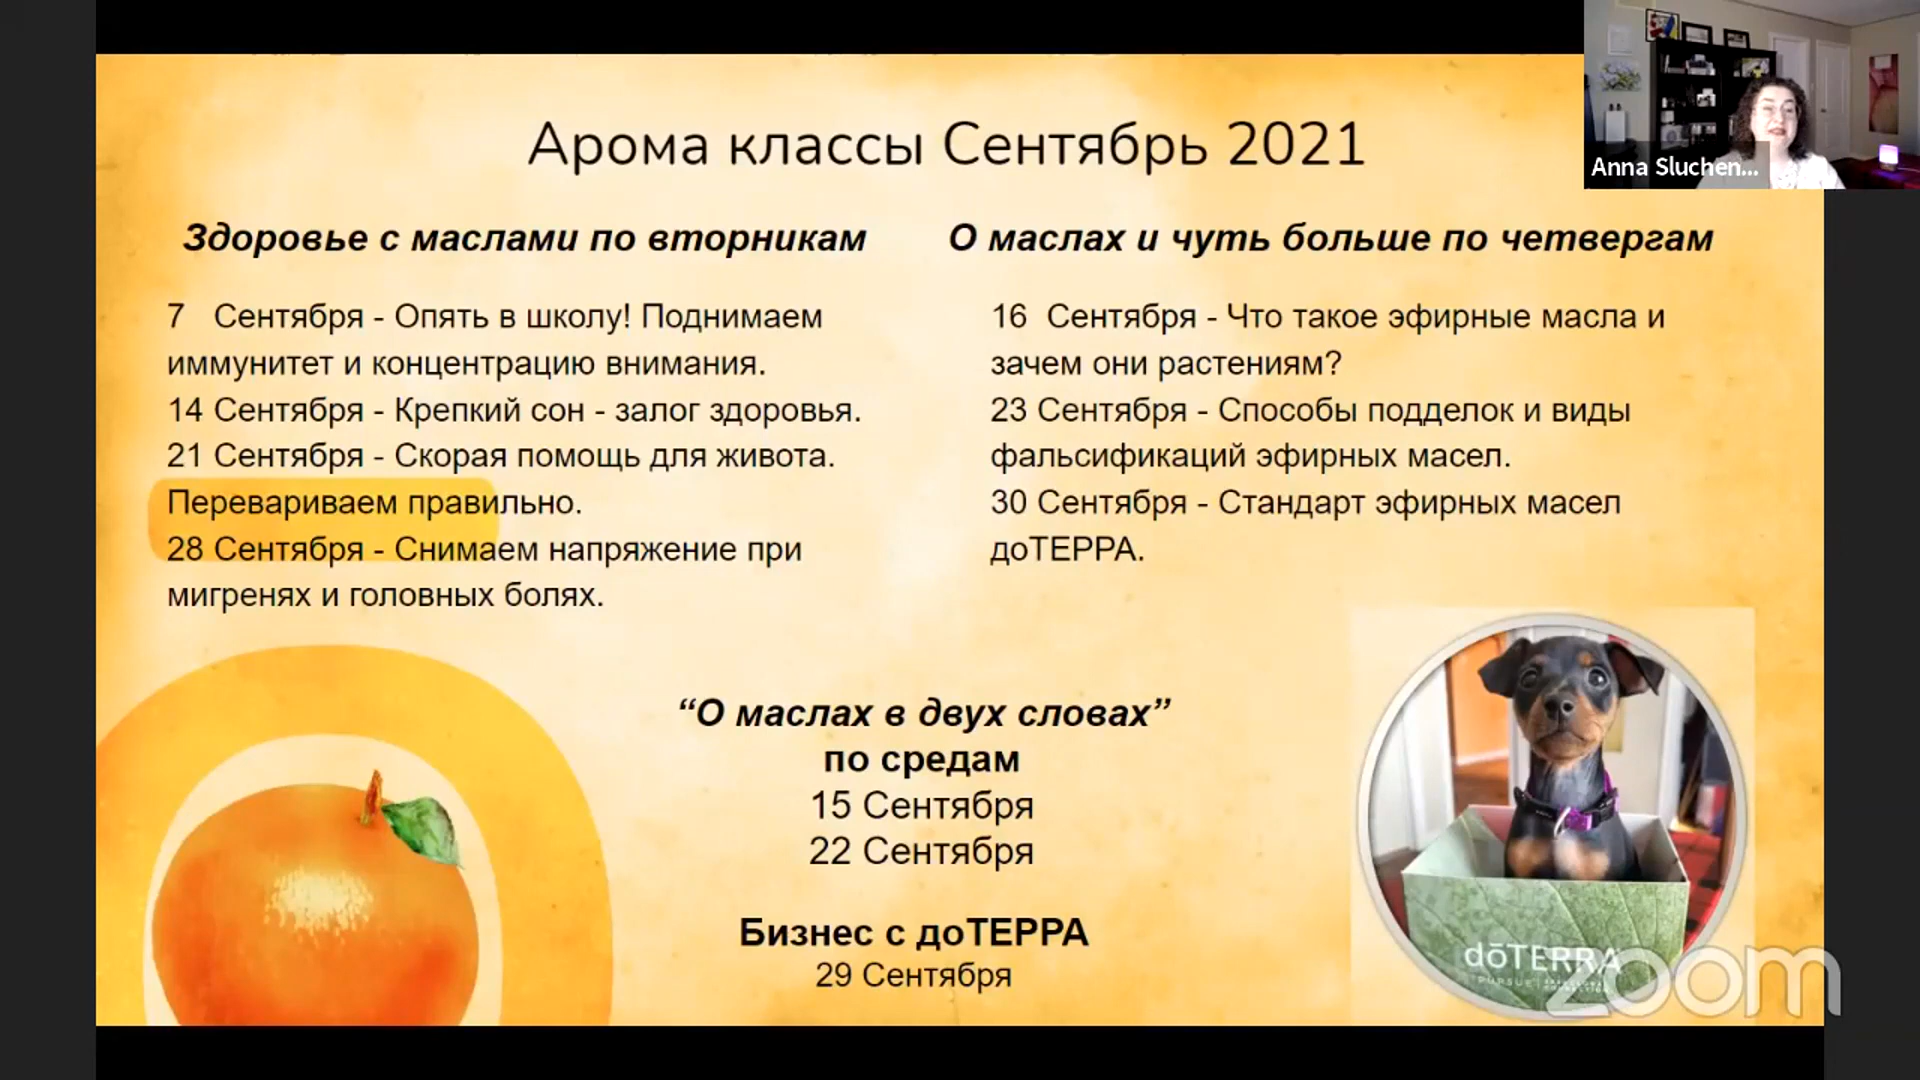 Арома классы Сентябрь 2021
Anna Sluchen...
Здоровье с маслами по вторникам
7 Сентября - Опять в школу! Поднимаем
иммунитет и концентрацию внимания.
14 Сентября - Крепкий сон - залог здоровья.
21 Сентября - Скорая помощь для живота.
Перевариваем правильно.
28 Сентября - Снимаем напряжение при
мигренях и головных болях.
О маслах и чуть больше по четвергам
16 Сентября - Что такое эфирные масла и
зачем они растениям?
23 Сентября - Способы подделок и виды
фальсификаций эфирных масел.
30 Сентября - Стандарт эфирных масел
доТЕРРА.
“О маслах в двух словах”
по средам
15 Сентября
22 Сентября
Бизнес с доТЕРРА
29 Сентября
dōTERRA
PURSUE
zoom